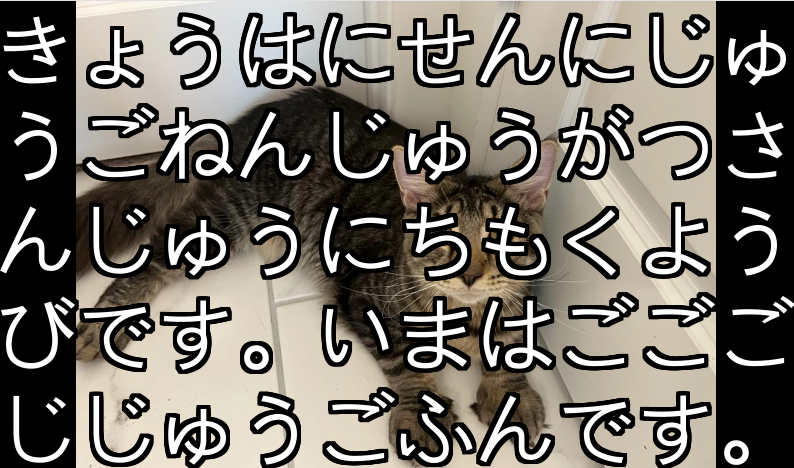 きょうはにせんにじゅ
うごねんじゅうがつさ
んじゅうにちもくよう
びです。いまはごごご
じじゅうごふんです。